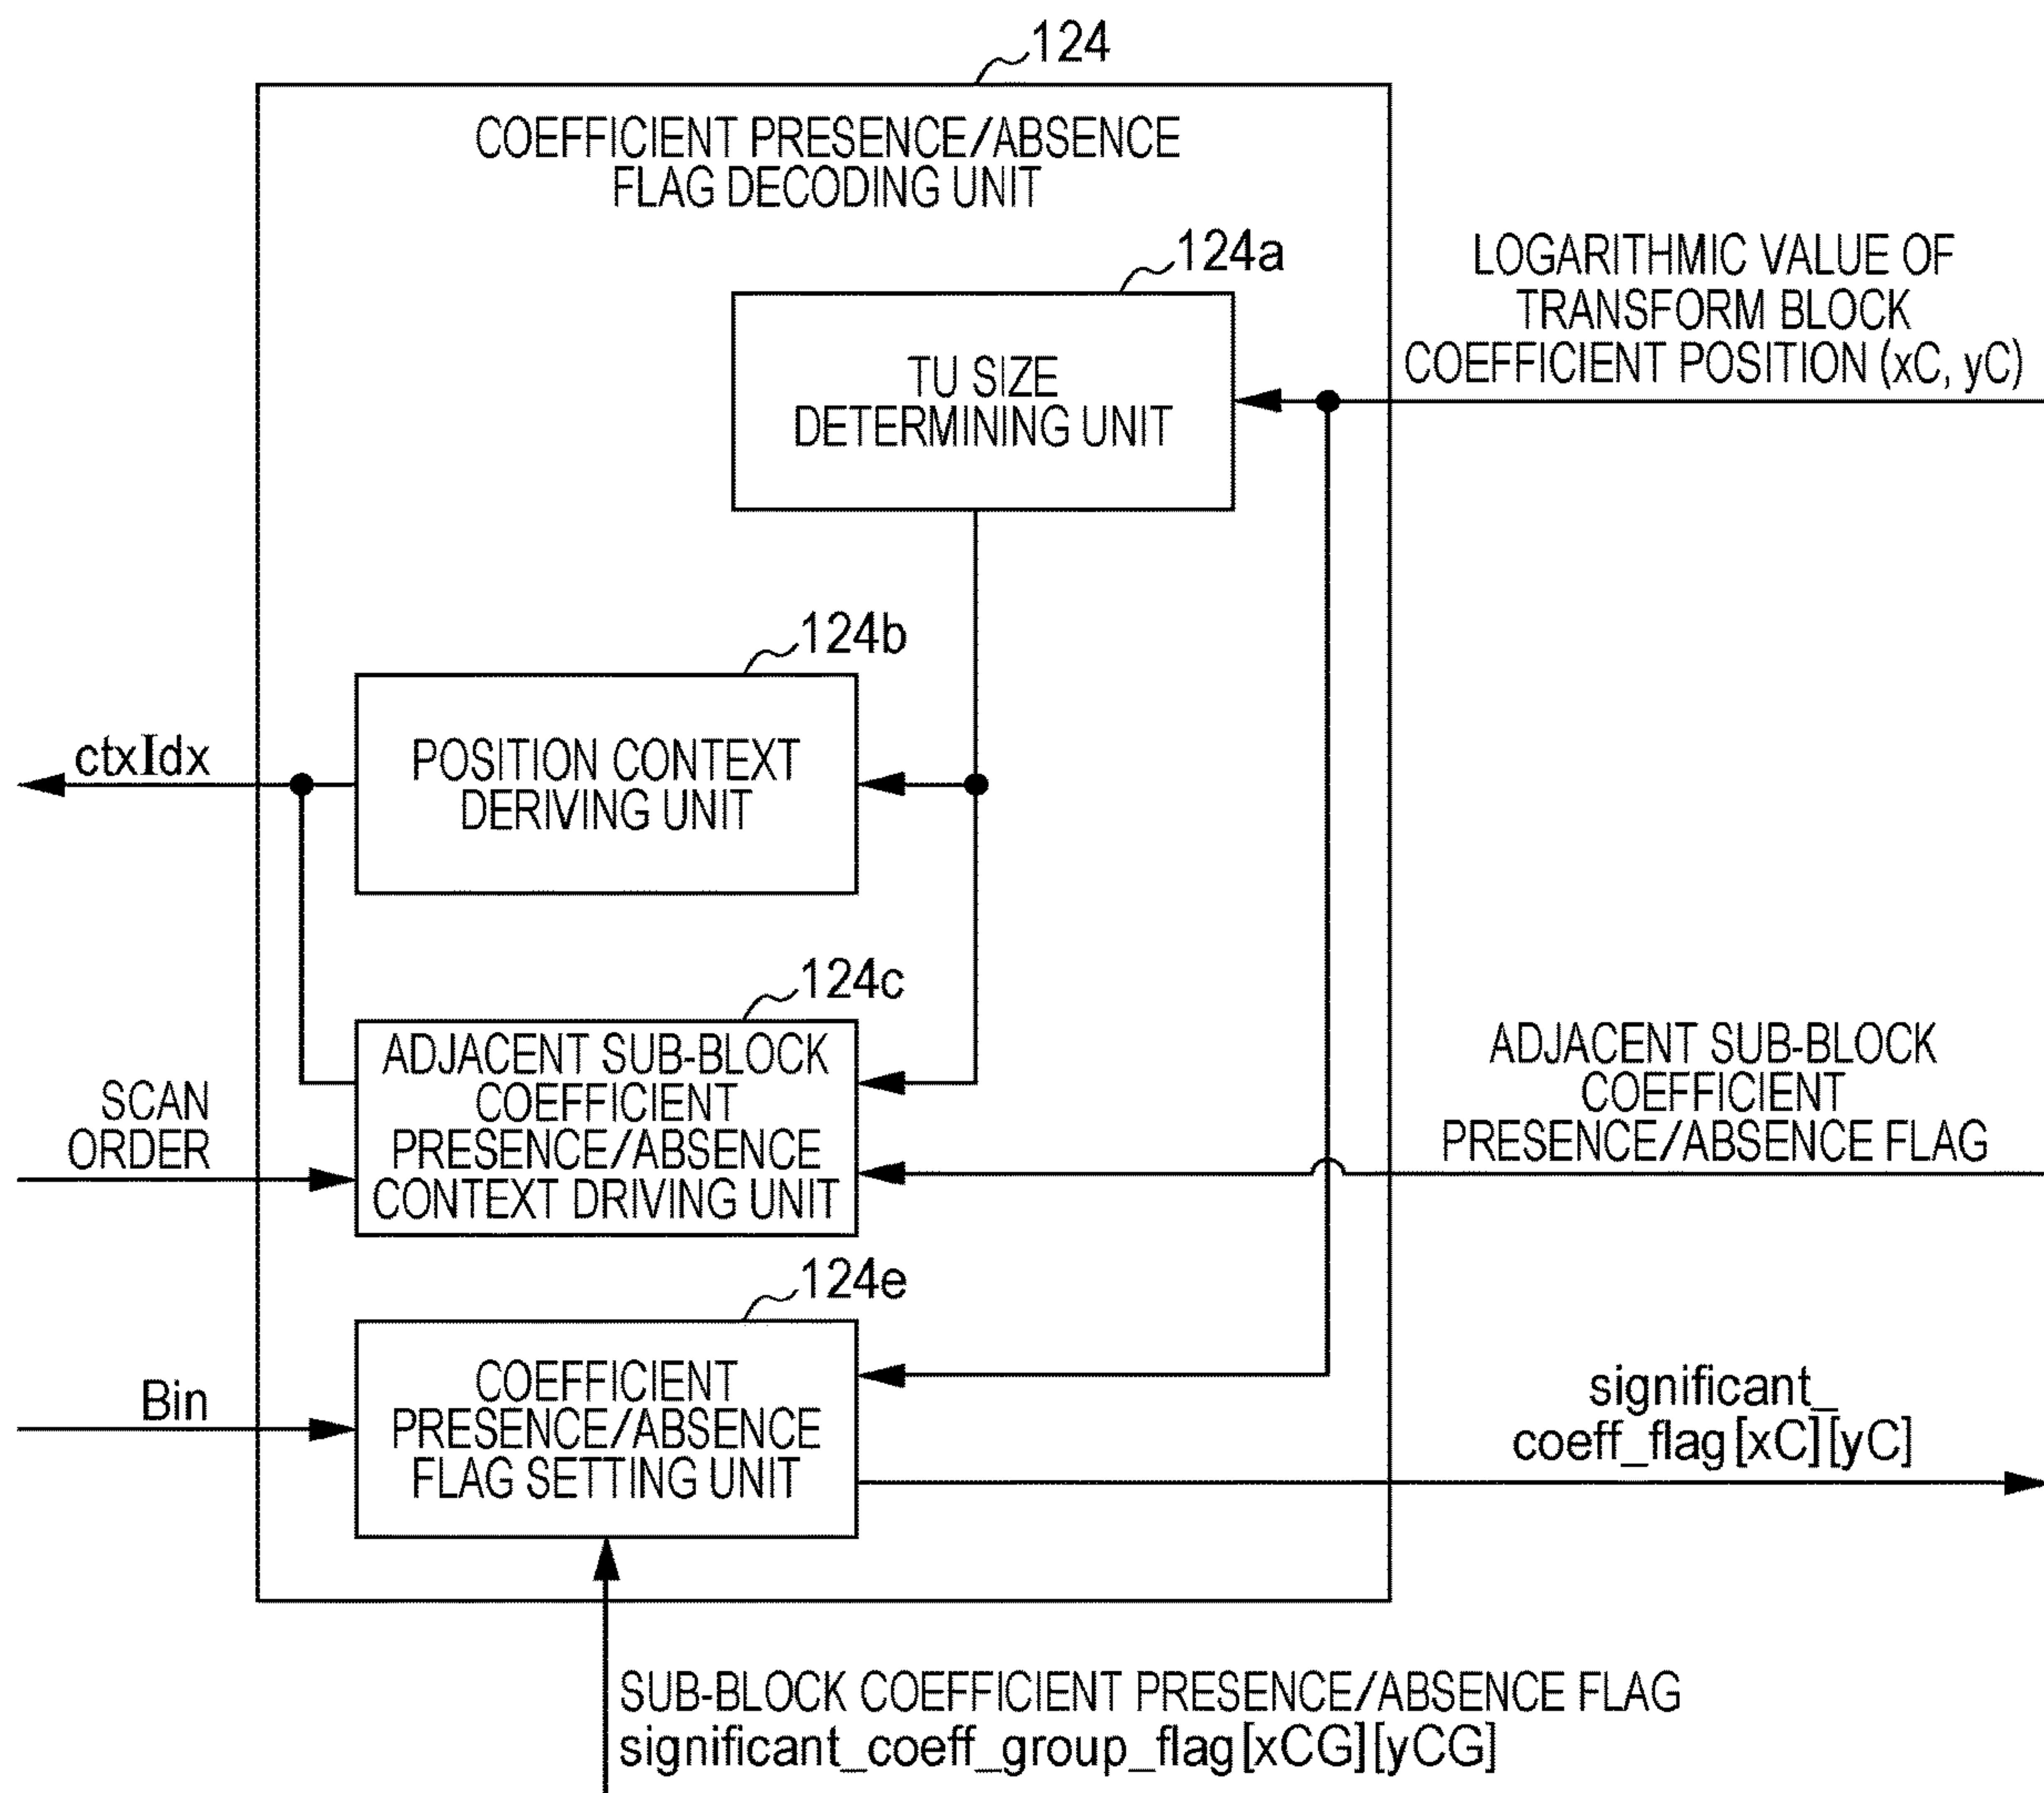 124
COEFFICIENT PRESENCE/ABSENCE
FLAG DECODING UNIT
124a
TU SIZE
DETERMINING UNIT
LOGARITHMIC VALUE OF
TRANSFORM BLOCK
COEFFICIENT POSITION (xC, yC)
124b
POSITION CONTEXT
DERIVING UNIT
ctxIdx
124c
ADJACENT SUB-BLOCK
COEFFICIENT
PRESENCE/ABSENCE
CONTEXT DRIVING UNIT
SCAN
ORDER
ADJACENT SUB-BLOCK
COEFFICIENT
PRESENCE/ABSENCE FLAG
124e
COEFFICIENT
PRESENCE/ABSENCE
FLAG SETTING UNIT
Bin
significant_
coeff_flag[xC][yC]
SUB-BLOCK COEFFICIENT PRESENCE/ABSENCE FLAG
significant_coeff_group_flag[xCG][yCG]